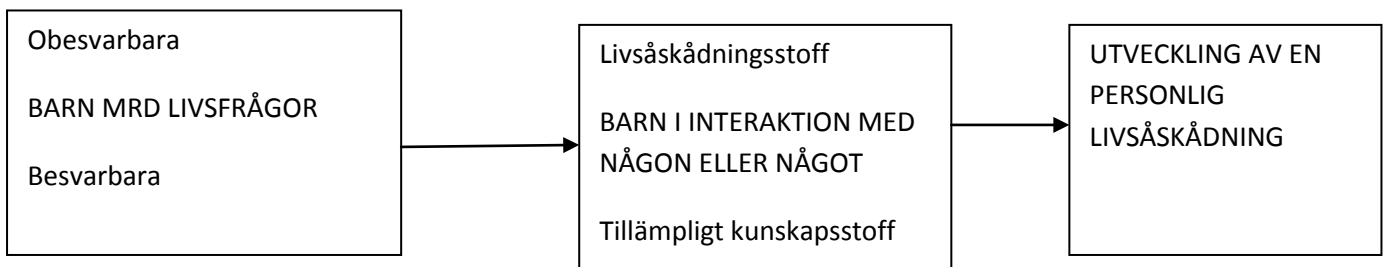 Obesvarbara
BARN MRD LIVSFRÅGOR
Besvarbara
Livsåskådningsstoff
BARN I INTERAKTION MED
NÅGON ELLER NÅGOT
Tillämpligt kunskapsstoff
UTVECKLING AV EN
PERSONLIG
LIVSÅSKÅDNING